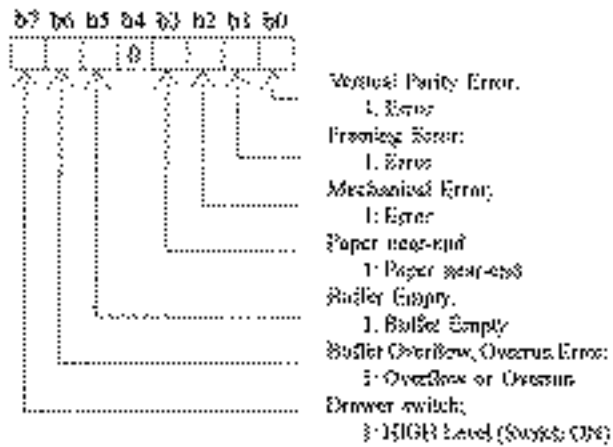 b7 b6 b5 b4 b3 b2 b1 b0
0
Vertical Parity Error.
1. Error
Framing Error:
1. Error
Mechanical Error,
1: Error
Paper near-end
1: Paper near-end
Buffer Empty.
1. Buffer Empty
Buffer Overflow, Overrun Error:
1: Overflow or Overrun
Drawer switch;
1: HIGH Level (Switch ON)